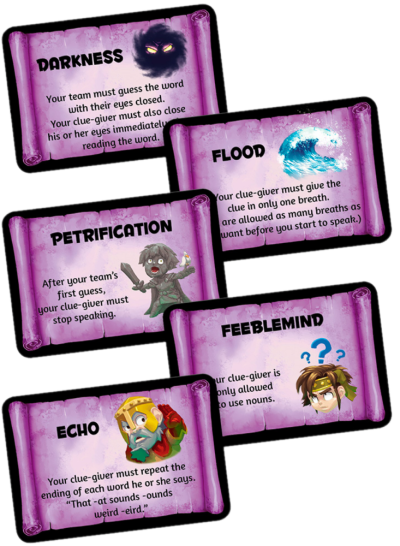 DARKNESS
Your team must guess the word
with their eyes closed.
Your clue-giver must also close
his or her eyes immediately
reading the word.
FLOOD
Your clue-giver must give the
clue in only one breath.
are allowed as many breaths as
want before you start to speak.)
PETRIFICATION
After your team's
first guess,
your clue-giver must
stop speaking.
FEEBLEMIND
? ? ?
clue-giver is
only allowed
to use nouns.
ECHO
Your clue-giver must repeat the
ending of each word he or she says.
"That -at sounds -ounds
weird -eird."